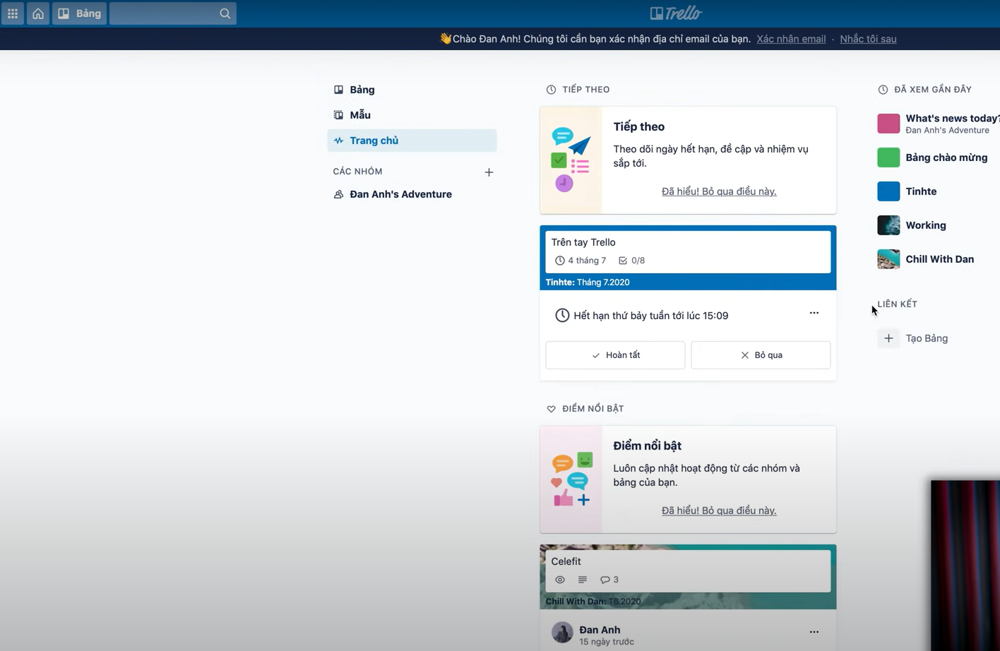 Bảng
Trello
👋Chào Đan Anh! Chúng tôi cần bạn xác nhận địa chỉ email của bạn. Xác nhận email · Nhắc tôi sau
Bảng
Mẫu
Trang chủ
CÁC NHÓM
Đan Anh's Adventure
TIẾP THEO
Tiếp theo
Theo dõi ngày hết hạn, đề cập và nhiệm vụ
sắp tới.
Đã hiểu! Bỏ qua điều này.
Trên tay Trello
4 tháng 7 0/8
Tinhte: Tháng 7.2020
Hết hạn thứ bảy tuần tới lúc 15:09
Hoàn tất
Bỏ qua
ĐIỂM NỔI BẬT
Điểm nổi bật
Luôn cập nhật hoạt động từ các nhóm và
bảng của bạn.
Đã hiểu! Bỏ qua điều này.
Celefit
3
Chill With Dan: T6.2020
Đan Anh
15 ngày trước
ĐÃ XEM GẦN ĐÂY
What's news today?
Đan Anh's Adventure
Bảng chào mừng
Tinhte
Working
Chill With Dan
LIÊN KẾT
Tạo Bảng